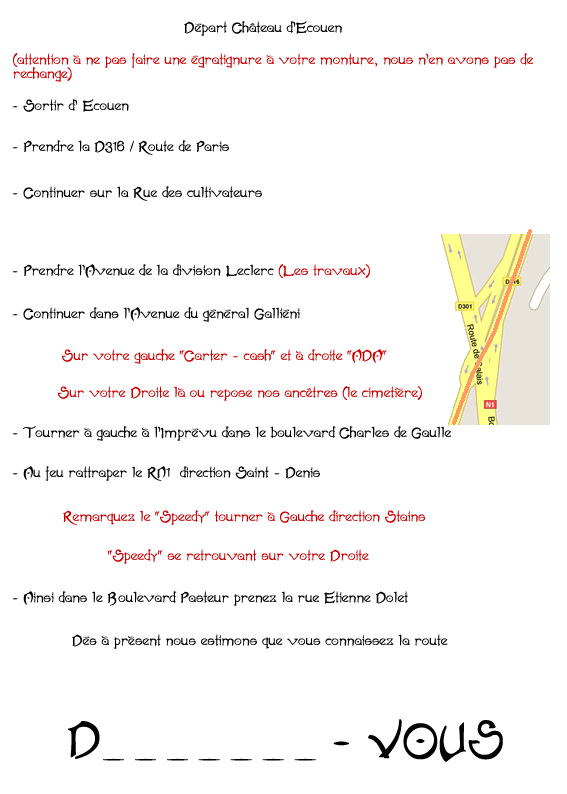 Départ Château d'Ecouen
(attention à ne pas faire une égratignure à votre monture, nous n'en avons pas de
rechange)
- Sortir d' Ecouen
- Prendre la D316 / Route de Paris
- Continuer sur la Rue des cultivateurs
- Prendre l'Avenue de la division Leclerc (Les travaux)
- Continuer dans l'Avenue du général Galliéni
Sur votre gauche "Carter - cash" et à droite "ADA"
Sur votre Droite là ou repose nos ancêtres (le cimetière)
- Tourner à gauche à l'Imprévu dans le boulevard Charles de Gaulle
- Au feu rattraper le RN1 direction Saint - Denis
Remarquez le "Speedy" tourner à Gauche direction Stains
"Speedy" se retrouvant sur votre Droite
- Ainsi dans le Boulevard Pasteur prenez la rue Etienne Dolet
Dés à présent nous estimons que vous connaissez la route
D_ _ _ _ _ _ _ - VOUS
D301
Route de
N1